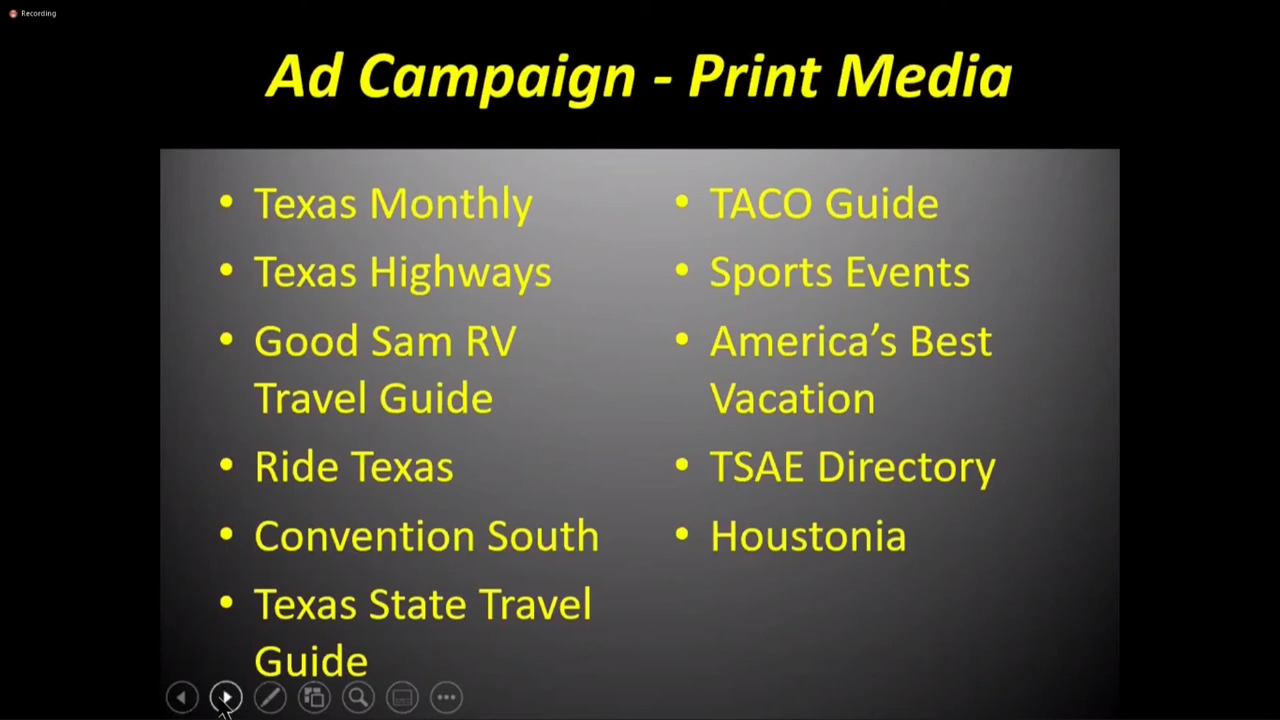 Recording
Ad Campaign - Print Media
• Texas Monthly
• Texas Highways
• Good Sam RV
Travel Guide
• Ride Texas
• Convention South
• Texas State Travel
Guide
• TACO Guide
• Sports Events
• America’s Best
Vacation
• TSAE Directory
• Houstonia